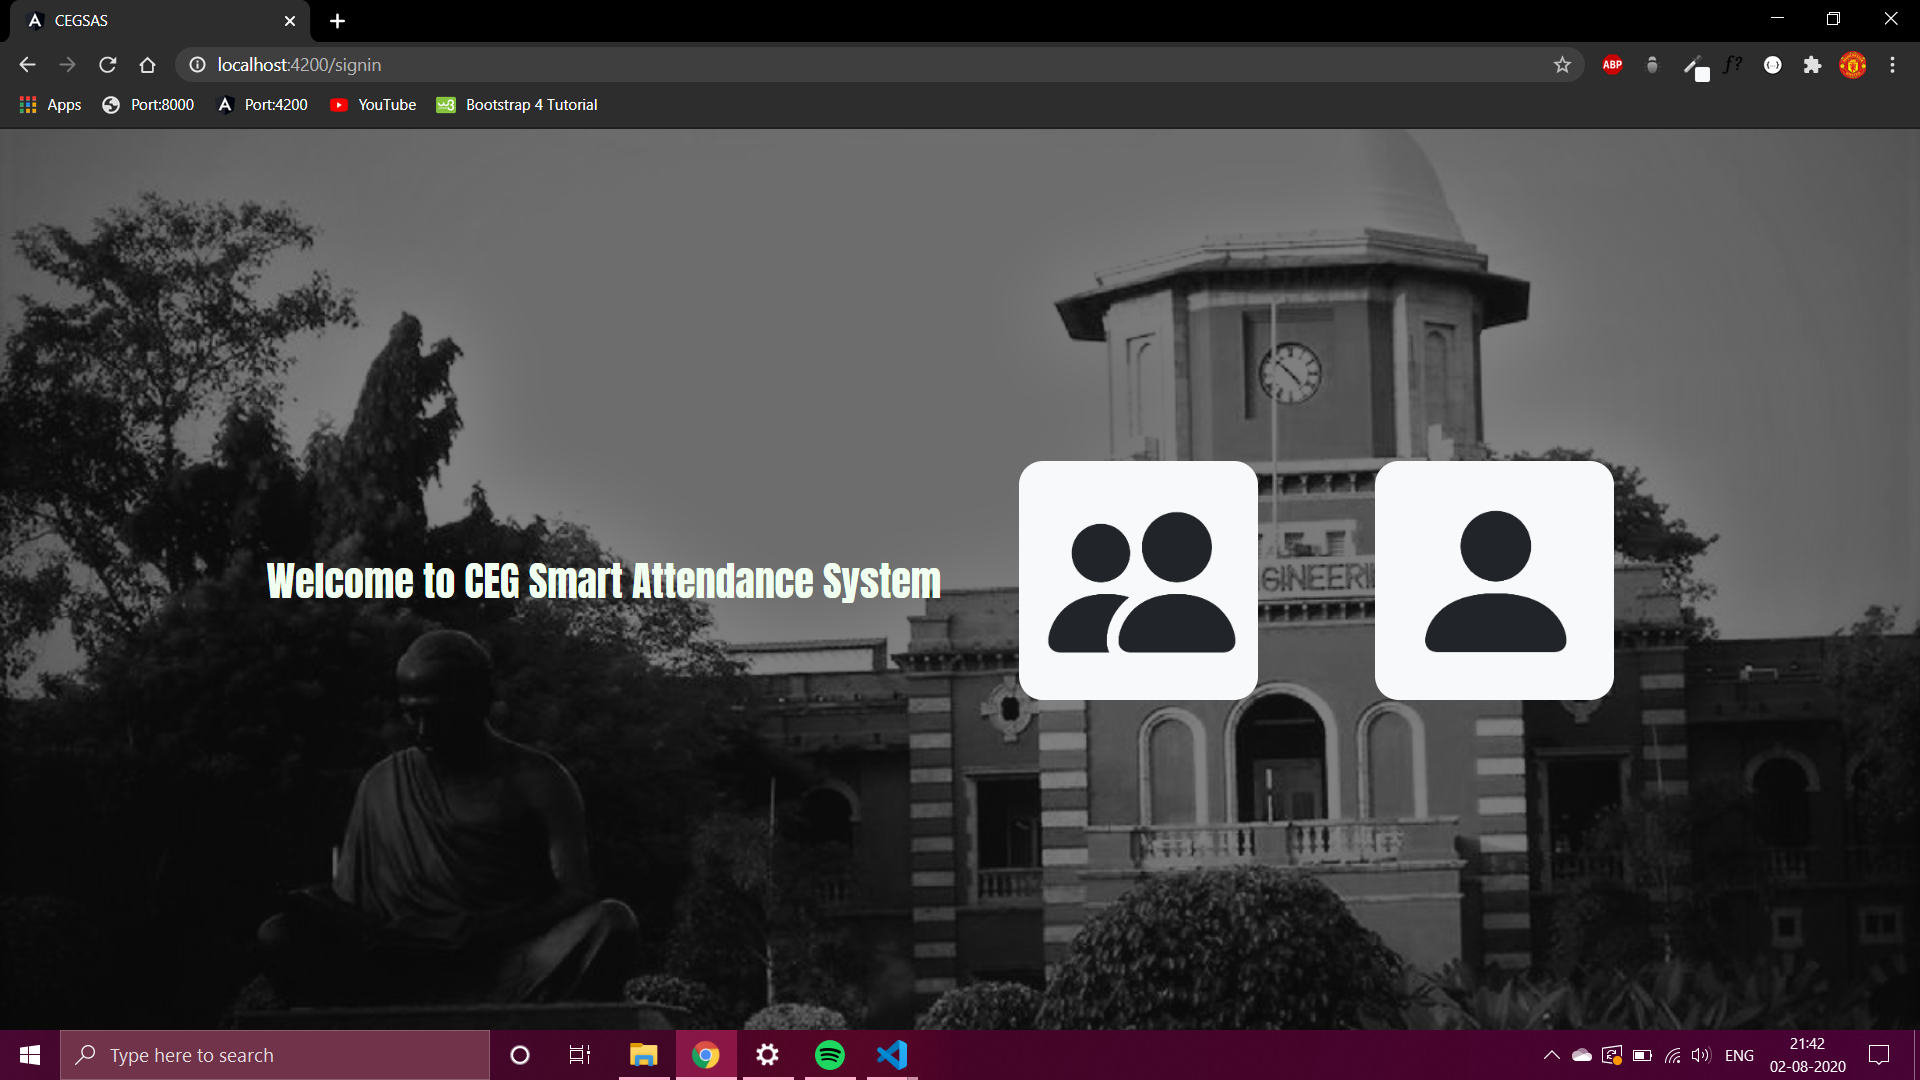 CEGSAS
localhost:4200/signin
ABP
f?
Apps
Port:8000
Port:4200
YouTube
w3
Bootstrap 4 Tutorial
Welcome to CEG Smart Attendance System
GINEERI
Type here to search
ENG
21:42
02-08-2020